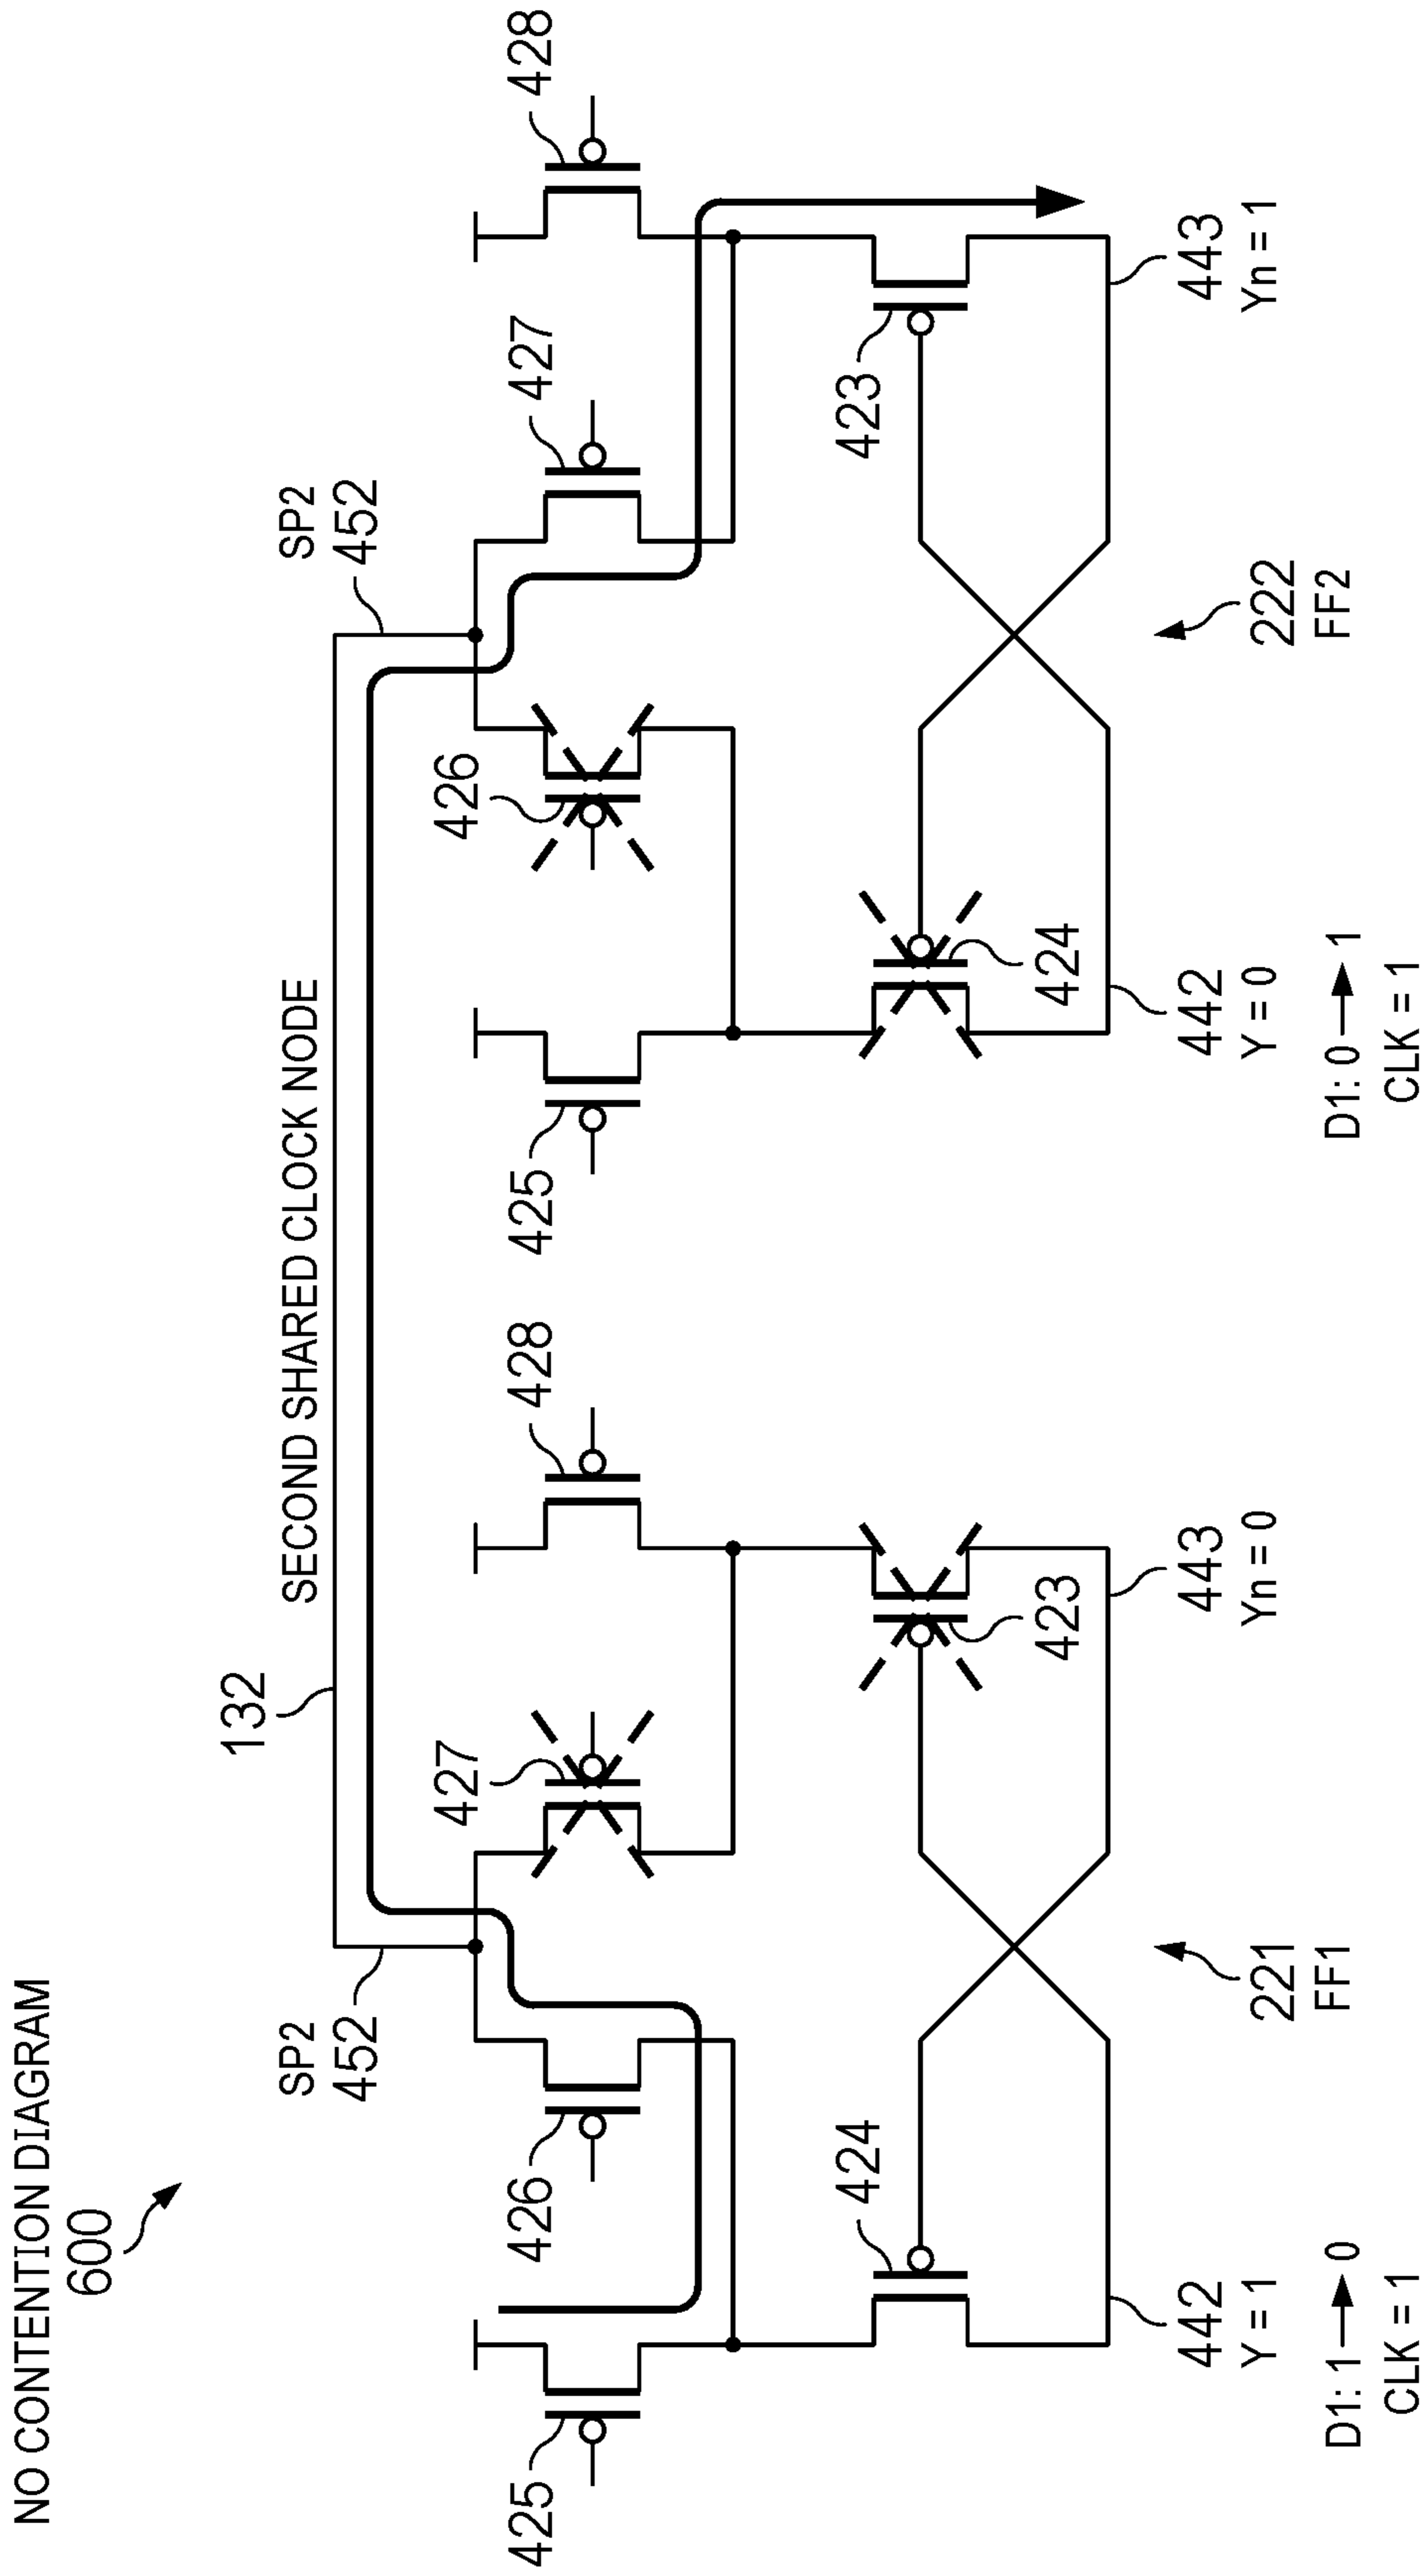 NO CONTENTION DIAGRAM
600
132
SECOND SHARED CLOCK NODE
SP2
452
SP2
452
425
426
427
428
425
426
427
428
424
423
424
423
442
Y = 1
221
FF1
443
Yn = 0
442
Y = 0
222
FF2
443
Yn = 1
D1: 1 → 0
CLK = 1
D1: 0 → 1
CLK = 1